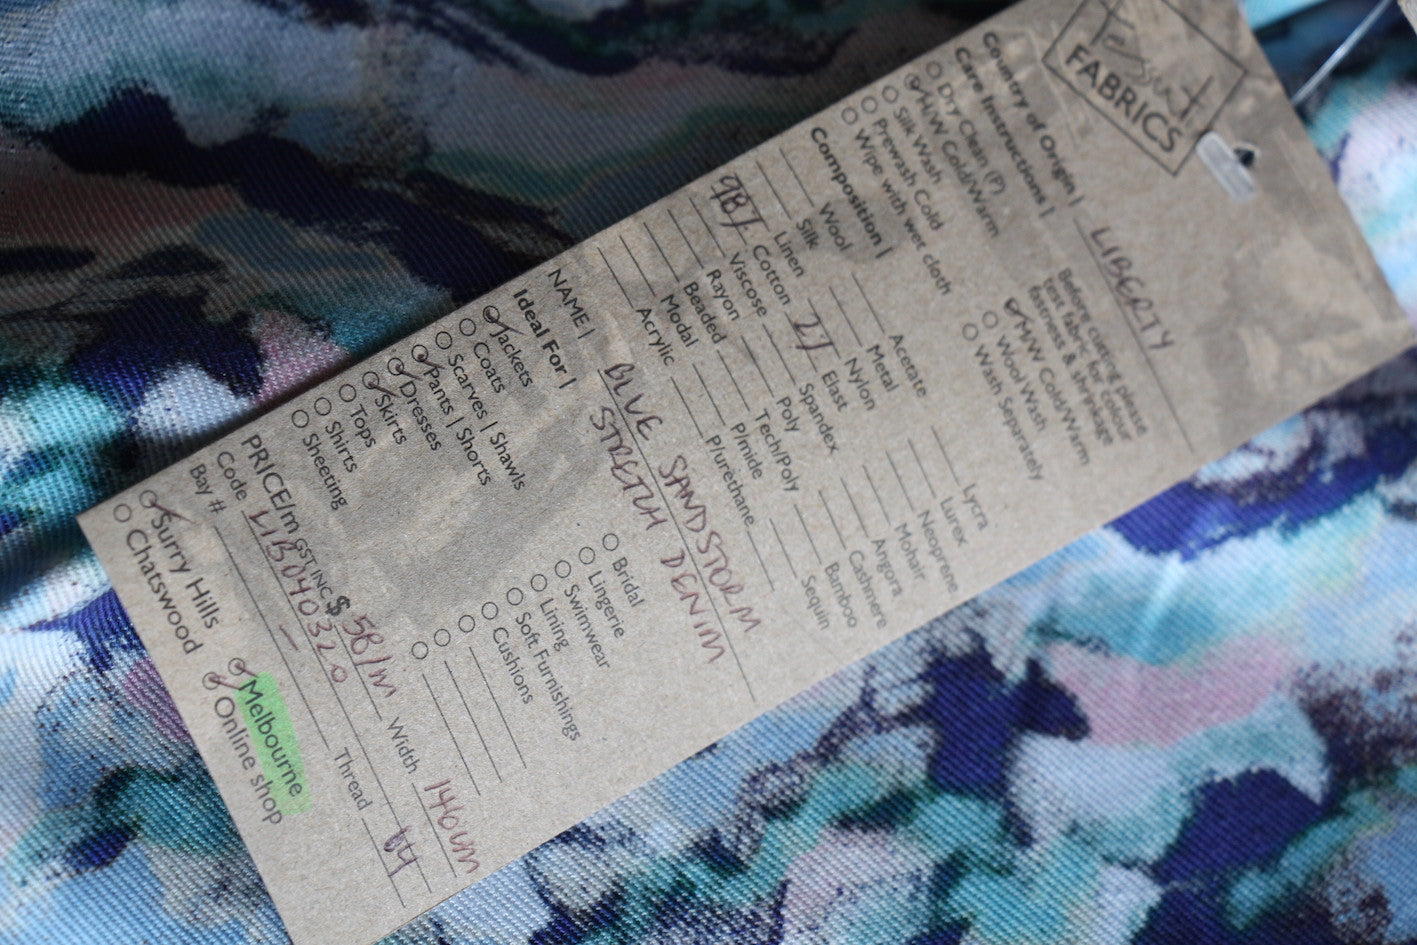 Tessuti
FABRICS
Country of Origin | LIBERTY
Care Instructions |
Dry Clean (P)
H/W Cold/Warm
Silk Wash
Prewash Cold
Wipe with wet cloth
Before cutting please
test fabric for colour
fastness & shrinkage
M/W Cold/Warm
Wool Wash
Wash Separately
Composition |
Wool
Silk
Linen
98% Cotton
Viscose
Rayon
Beaded
Modal
Acrylic
Acetate
Metal
Nylon
2% Elast
Spandex
Poly
Tech/Poly
P/nide
P/urethane
Lycra
Lurex
Neoprene
Mohair
Angora
Cashmere
Bamboo
Sequin
NAME | BLUE SANDSTORM
STRETCH DENIM
Ideal For |
Jackets
Coats
Scarves | Shawls
Pants | Shorts
Dresses
Skirts
Tops
Shirts
Sheeting
Bridal
Lingerie
Swimwear
Lining
Soft Furnishings
Cushions
PRICE/m GST INC $ 58/m Width 146cm
Code LIB040320 Thread
Bay # —
Surry Hills
Chatswood
Melbourne
Online shop